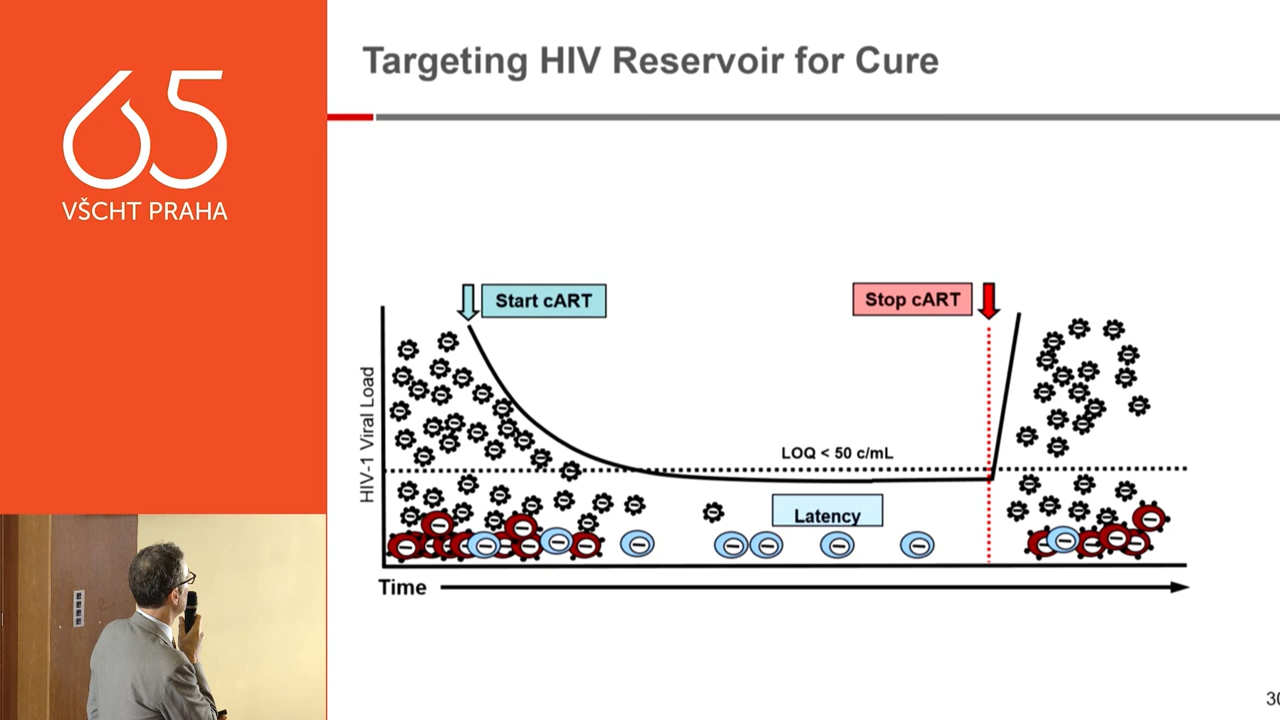 65
VŠCHT PRAHA
Targeting HIV Reservoir for Cure
Start cART
Stop cART
HIV-1 Viral Load
LOQ < 50 c/mL
Latency
Time
30